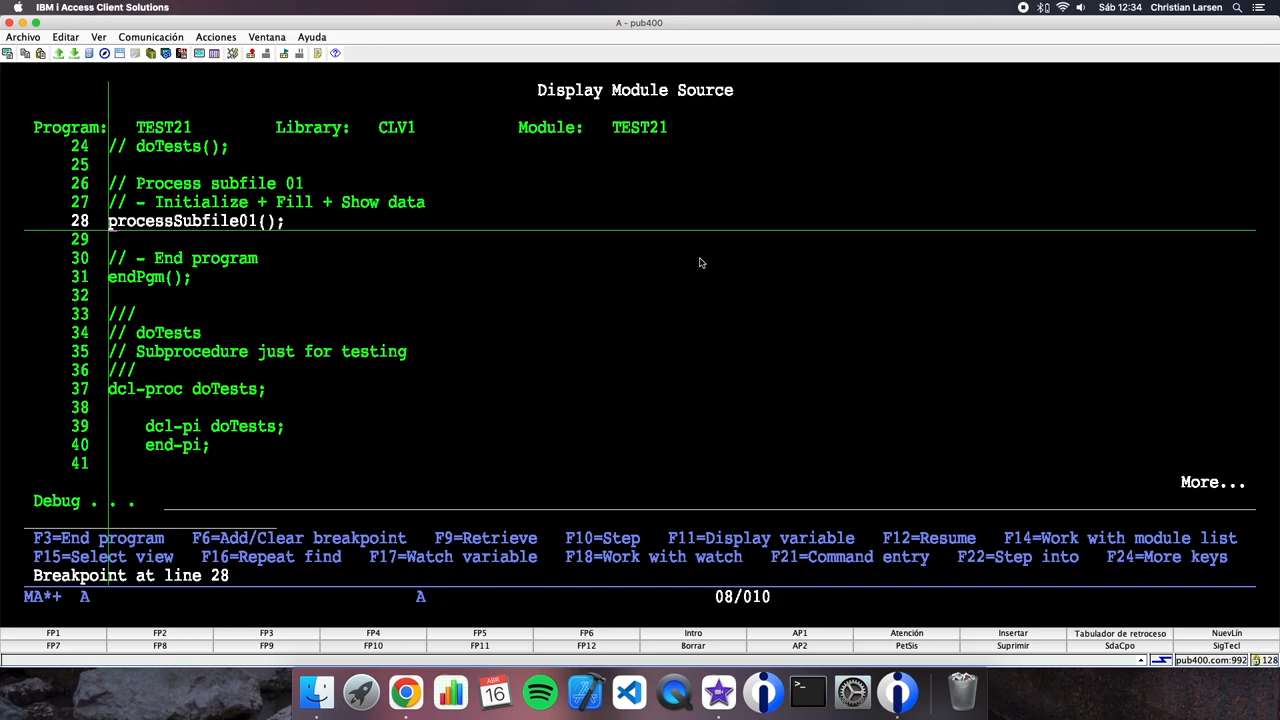 IBM i Access Client Solutions
Sáb 12:34 Christian Larsen
A - pub400
Archivo Editar Ver Comunicación Acciones Ventana Ayuda
Display Module Source
Program: TEST21 Library: CLV1 Module: TEST21
24 // doTests();
25
26 // Process subfile 01
27 // - Initialize + Fill + Show data
28 processSubfile01();
29
30 // - End program
31 endPgm();
32
33 ///
34 // doTests
35 // Subprocedure just for testing
36 ///
37 dcl-proc doTests;
38
39 dcl-pi doTests;
40 end-pi;
41
More...
Debug . . .
F3=End program F6=Add/Clear breakpoint F9=Retrieve F10=Step F11=Display variable F12=Resume F14=Work with module list
F15=Select view F16=Repeat find F17=Watch variable F18=Work with watch F21=Command entry F22=Step into F24=More keys
Breakpoint at line 28
MA*+ A A 08/010
FP1 FP2 FP3 FP4 FP5 FP6 Intro AP1 Atención Insertar Tabulador de retroceso NuevLín
FP7 FP8 FP9 FP10 FP11 FP12 Borrar AP2 PetSis Suprimir SdaCpo SigTecl
pub400.com:992 128
ABR
16